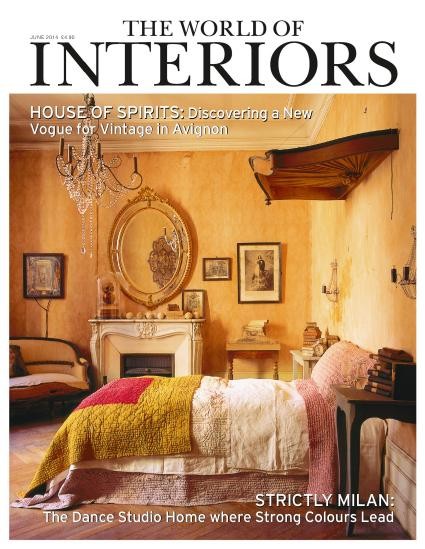 THE WORLD OF
JUNE 2014 £4.90
INTERIORS
HOUSE OF SPIRITS: Discovering a New
Vogue for Vintage in Avignon
STRICTLY MILAN:
The Dance Studio Home where Strong Colours Lead